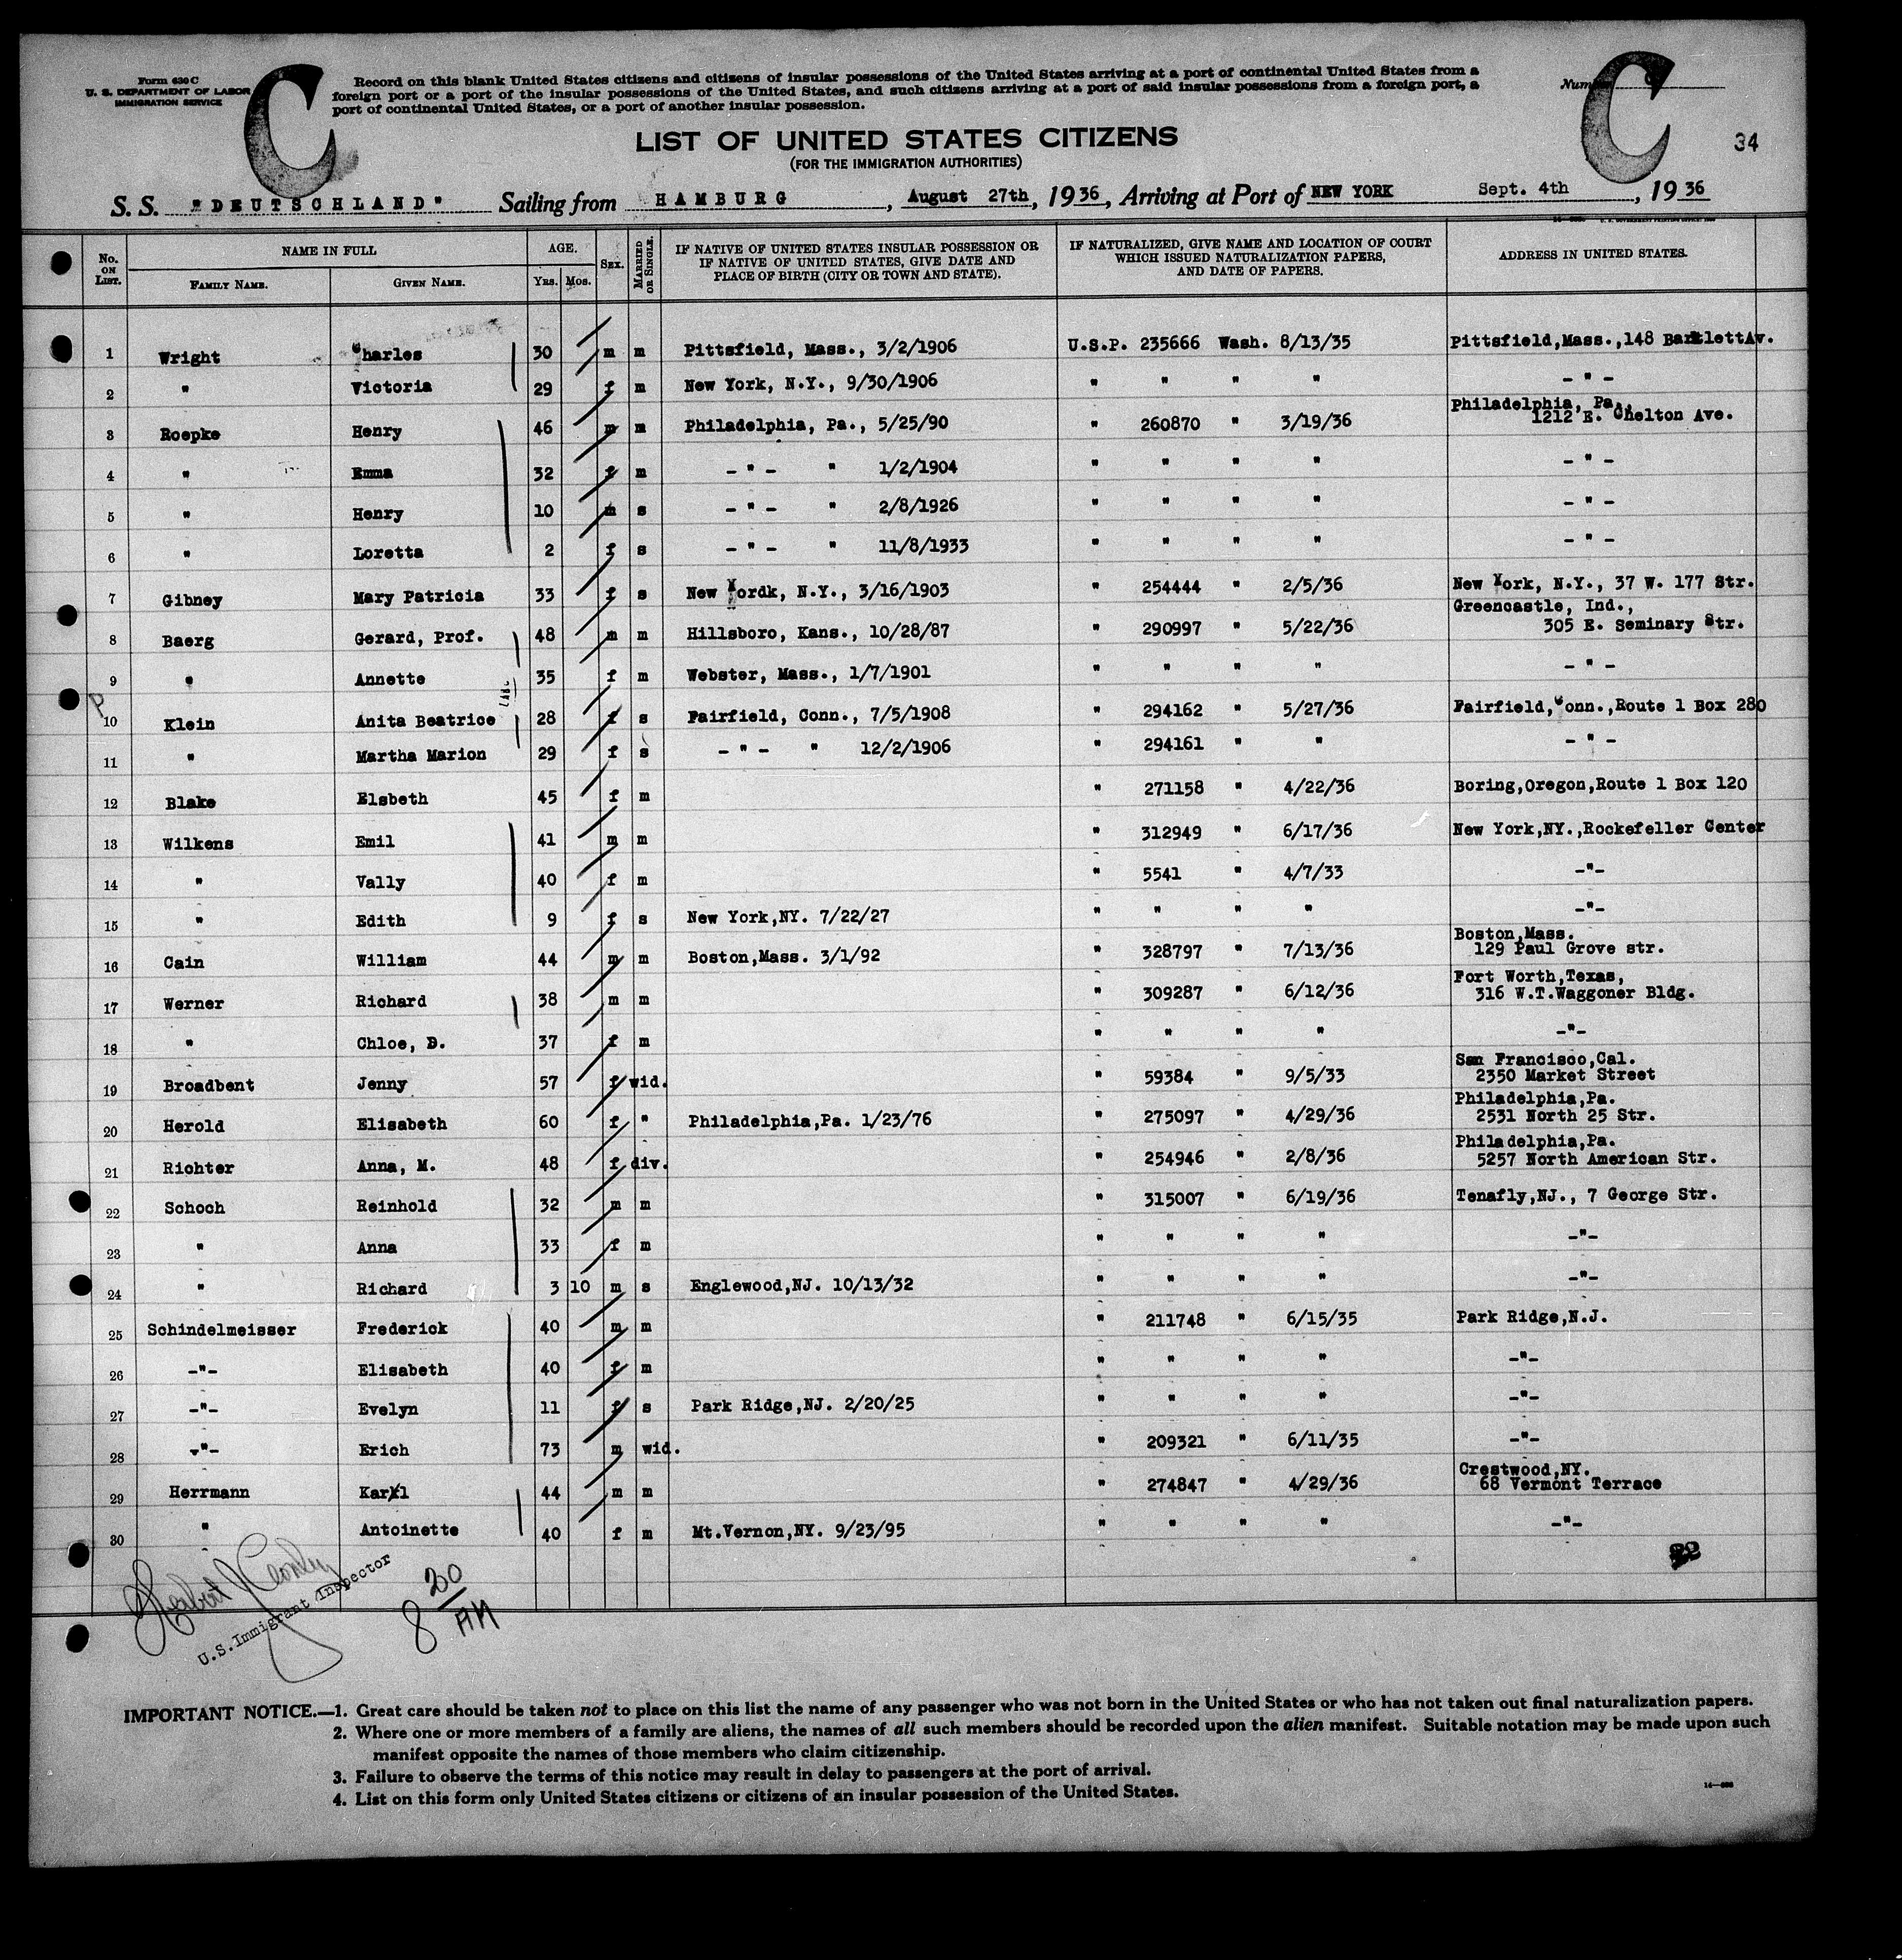 Form 630 C
U. S. DEPARTMENT OF LABOR
IMMIGRATION SERVICE
C
Record on this blank United States citizens and citizens of insular possessions of the United States arriving at a port of continental United States from a
foreign port or a port of the insular possessions of the United States, and such citizens arriving at a port of said insular possessions from a foreign port, a
port of continental United States, or a port of another insular possession.
C
34
LIST OF UNITED STATES CITIZENS
(FOR THE IMMIGRATION AUTHORITIES)
S. S. "DEUTSCHLAND" Sailing from HAMBURG, August 27th, 1936, Arriving at Port of NEW YORK Sept. 4th, 1936
No. ON LIST. NAME IN FULL FAMILY NAME. GIVEN NAME. AGE. YRS. MOS. SEX. MARRIED OR SINGLE. IF NATIVE OF UNITED STATES INSULAR POSSESSION OR IF NATIVE OF UNITED STATES, GIVE DATE AND PLACE OF BIRTH (CITY OR TOWN AND STATE). IF NATURALIZED, GIVE NAME AND LOCATION OF COURT WHICH ISSUED NATURALIZATION PAPERS, AND DATE OF PAPERS. ADDRESS IN UNITED STATES.
1 Wright Charles 30 m m Pittsfield, Mass., 3/2/1906 U.S.P. 235666 Wash. 8/13/35 Pittsfield,Mass.,148 BartlettAv.
2 " Victoria 29 f m New York, N.Y., 9/30/1906 " " " " - " -
3 Roepke Henry 46 m m Philadelphia, Pa., 5/25/90 " 260870 " 3/19/36 Philadelphia, Pa., 1212 E. Chelton Ave.
4 " Emma 32 f m - " - " 1/2/1904 " " " " - " -
5 " Henry 10 m s - " - " 2/8/1926 " " " " - " -
6 " Loretta 2 f s - " - " 11/8/1933 " " " " - " -
7 Gibney Mary Patricia 33 f s New Yordk, N.Y., 3/16/1903 " 254444 " 2/5/36 New York, N.Y., 37 W. 177 Str.
8 Baerg Gerard, Prof. 48 m m Hillsboro, Kans., 10/28/87 " 290997 " 5/22/36 Greencastle, Ind., 305 E. Seminary Str.
9 " Annette 35 f m Webster, Mass., 1/7/1901 " " " " - " -
10 Klein Anita Beatrice 28 f s Fairfield, Conn., 7/5/1908 " 294162 " 5/27/36 Fairfield,Conn.,Route 1 Box 280
11 " Martha Marion 29 f s - " - " 12/2/1906 " 294161 " " - " -
12 Blake Elsbeth 45 f m " 271158 " 4/22/36 Boring,Oregon,Route 1 Box 120
13 Wilkens Emil 41 m m " 312949 " 6/17/36 New York,NY.,Rockefeller Center
14 " Vally 40 f m " 5541 " 4/7/33 -"-
15 " Edith 9 f s New York,NY. 7/22/27 " " " " -"-
16 Cain William 44 m m Boston,Mass. 3/1/92 " 328797 " 7/13/36 Boston,Mass. 129 Paul Grove str.
17 Werner Richard 38 m m " 309287 " 6/12/36 Fort Worth,Texas, 316 W.T.Waggoner Bldg.
18 " Chloe, D. 37 f m " " " " -"-
19 Broadbent Jenny 57 f wid. " 59384 " 9/5/33 San Francisco,Cal. 2350 Market Street
20 Herold Elisabeth 60 f " Philadelphia,Pa. 1/23/76 " 275097 " 4/29/36 Philadelphia,Pa. 2531 North 25 Str.
21 Richter Anna, M. 48 f div. " 254946 " 2/8/36 Philadelphia,Pa. 5257 North American Str.
22 Schoch Reinhold 32 m m " 315007 " 6/19/36 Tenafly,NJ., 7 George Str.
23 " Anna 33 f m " " " " -"-
24 " Richard 3 10 m s Englewood,NJ. 10/13/32 " " " " -"-
25 Schindelmeisser Frederick 40 m m " 211748 " 6/15/35 Park Ridge,N.J.
26 -"- Elisabeth 40 f m " " " " -"-
27 -"- Evelyn 11 f s Park Ridge,NJ. 2/20/25 " " " " -"-
28 -"- Erich 73 m wid. " 209321 " 6/11/35 -"-
29 Herrmann Karl 44 m m " 274847 " 4/29/36 Crestwood,NY. 68 Vermont Terrace
30 " Antoinette 40 f m Mt.Vernon,NY. 9/23/95 " " " " -"-
U.S. Immigrant Inspector
8 20 AM
IMPORTANT NOTICE.—1. Great care should be taken not to place on this list the name of any passenger who was not born in the United States or who has not taken out final naturalization papers.
2. Where one or more members of a family are aliens, the names of all such members should be recorded upon the alien manifest. Suitable notation may be made upon such
manifest opposite the names of those members who claim citizenship.
3. Failure to observe the terms of this notice may result in delay to passengers at the port of arrival.
4. List on this form only United States citizens or citizens of an insular possession of the United States.